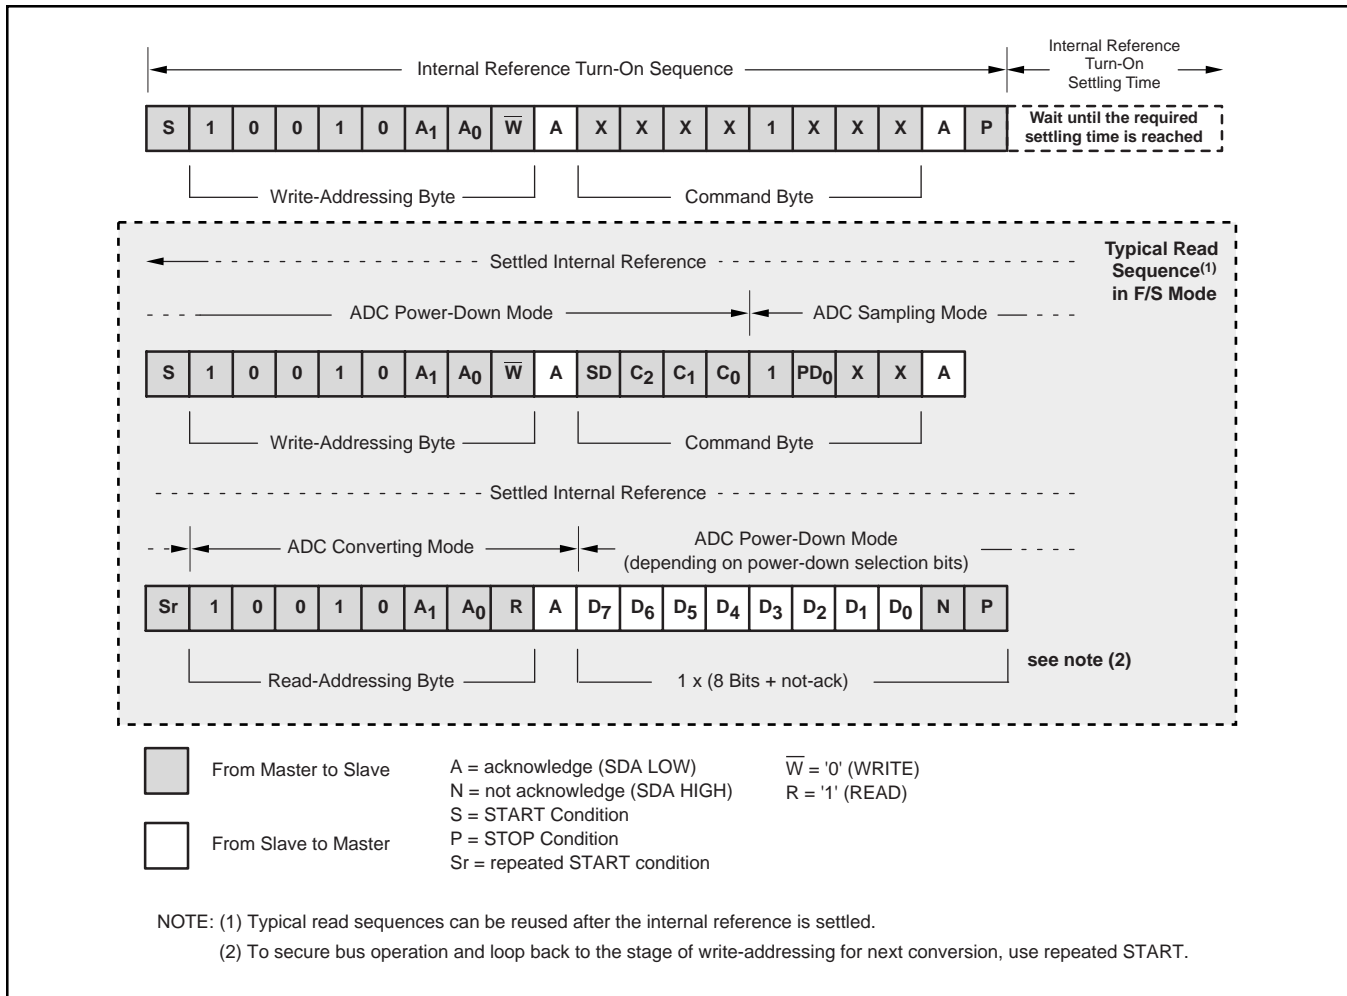 Internal Reference Turn-On Sequence
Internal Reference
Turn-On
Settling Time
S 1 0 0 1 0 A1 A0 W̅ A X X X X 1 X X X A P
Wait until the required
settling time is reached
Write-Addressing Byte
Command Byte
Typical Read
Sequence(1)
in F/S Mode
Settled Internal Reference
ADC Power-Down Mode
ADC Sampling Mode
S 1 0 0 1 0 A1 A0 W̅ A SD C2 C1 C0 1 PD0 X X A
Write-Addressing Byte
Command Byte
Settled Internal Reference
ADC Converting Mode
ADC Power-Down Mode
(depending on power-down selection bits)
Sr 1 0 0 1 0 A1 A0 R A D7 D6 D5 D4 D3 D2 D1 D0 N P
see note (2)
Read-Addressing Byte
1 x (8 Bits + not-ack)
From Master to Slave
From Slave to Master
A = acknowledge (SDA LOW)
N = not acknowledge (SDA HIGH)
S = START Condition
P = STOP Condition
Sr = repeated START condition
W̅ = '0' (WRITE)
R = '1' (READ)
NOTE: (1) Typical read sequences can be reused after the internal reference is settled.
(2) To secure bus operation and loop back to the stage of write-addressing for next conversion, use repeated START.